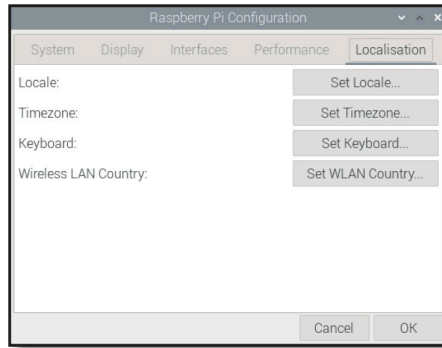 Raspberry Pi Configuration
System Display Interfaces Performance Localisation
Locale: Set Locale...
Timezone: Set Timezone...
Keyboard: Set Keyboard...
Wireless LAN Country: Set WLAN Country...
Cancel OK